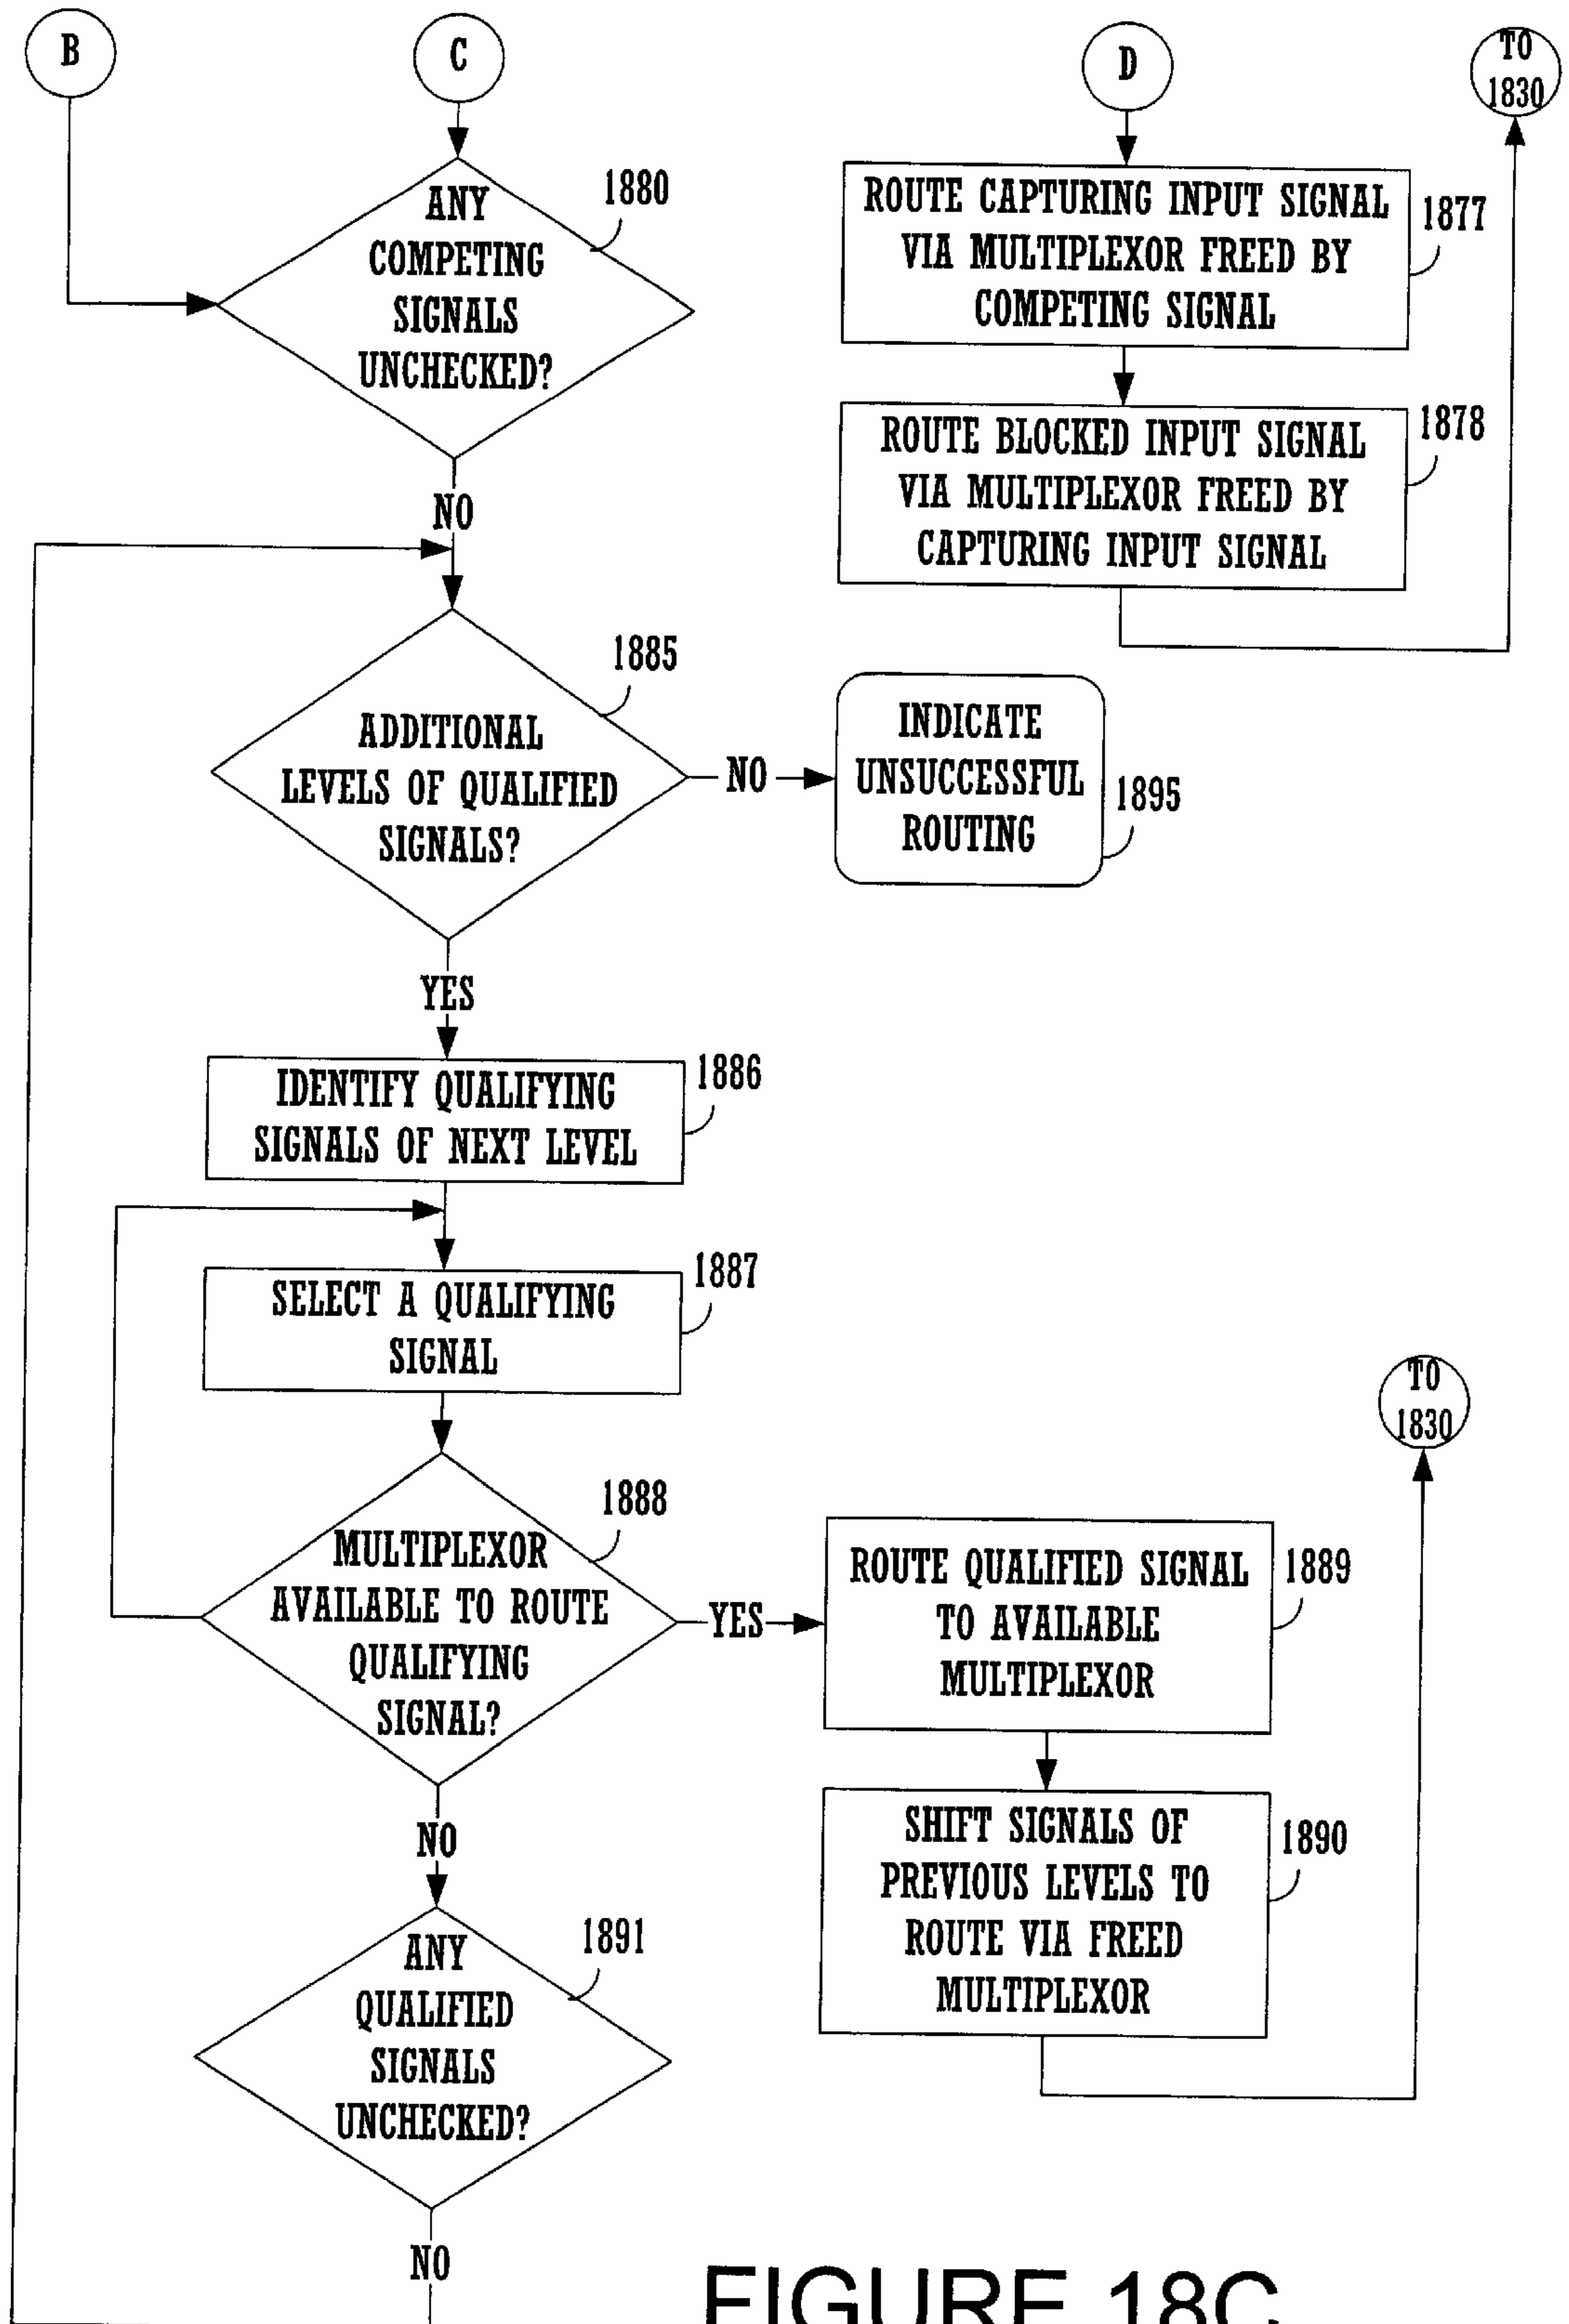 B
C
D
TO
1830
ANY
COMPETING
SIGNALS
UNCHECKED?
1880
NO
ROUTE CAPTURING INPUT SIGNAL
VIA MULTIPLEXOR FREED BY
COMPETING SIGNAL
1877
ROUTE BLOCKED INPUT SIGNAL
VIA MULTIPLEXOR FREED BY
CAPTURING INPUT SIGNAL
1878
ADDITIONAL
LEVELS OF QUALIFIED
SIGNALS?
1885
NO
INDICATE
UNSUCCESSFUL
ROUTING
1895
YES
IDENTIFY QUALIFYING
SIGNALS OF NEXT LEVEL
1886
SELECT A QUALIFYING
SIGNAL
1887
MULTIPLEXOR
AVAILABLE TO ROUTE
QUALIFYING
SIGNAL?
1888
YES
ROUTE QUALIFIED SIGNAL
TO AVAILABLE
MULTIPLEXOR
1889
TO
1830
SHIFT SIGNALS OF
PREVIOUS LEVELS TO
ROUTE VIA FREED
MULTIPLEXOR
1890
NO
ANY
QUALIFIED
SIGNALS
UNCHECKED?
1891
NO
FIGURE 18C